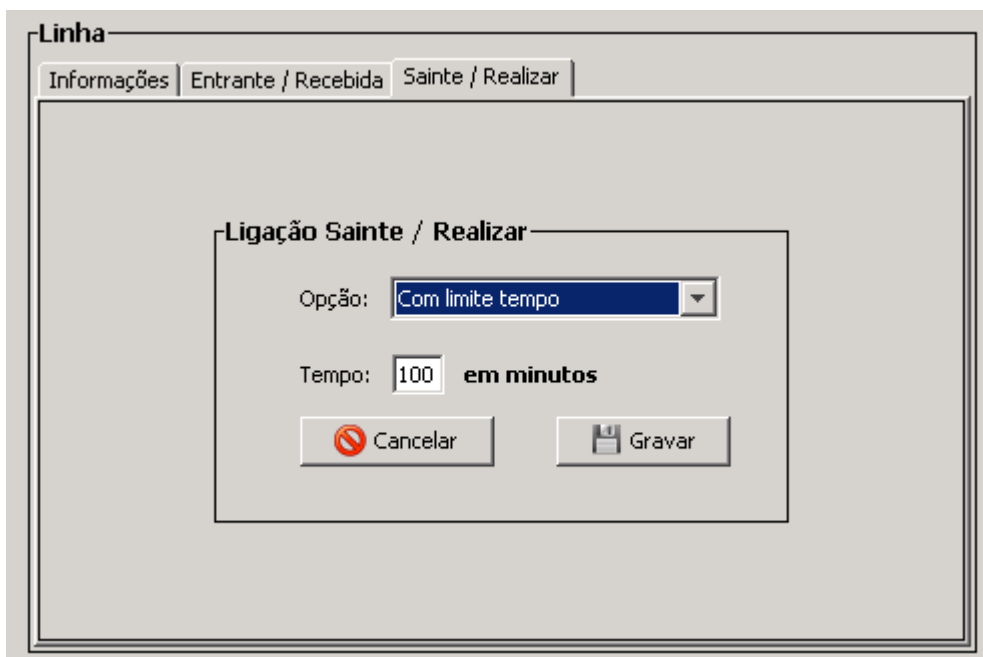 Linha
Informações Entrante / Recebida Sainte / Realizar
Ligação Sainte / Realizar
Opção: Com limite tempo
Tempo: 100 em minutos
Cancelar Gravar